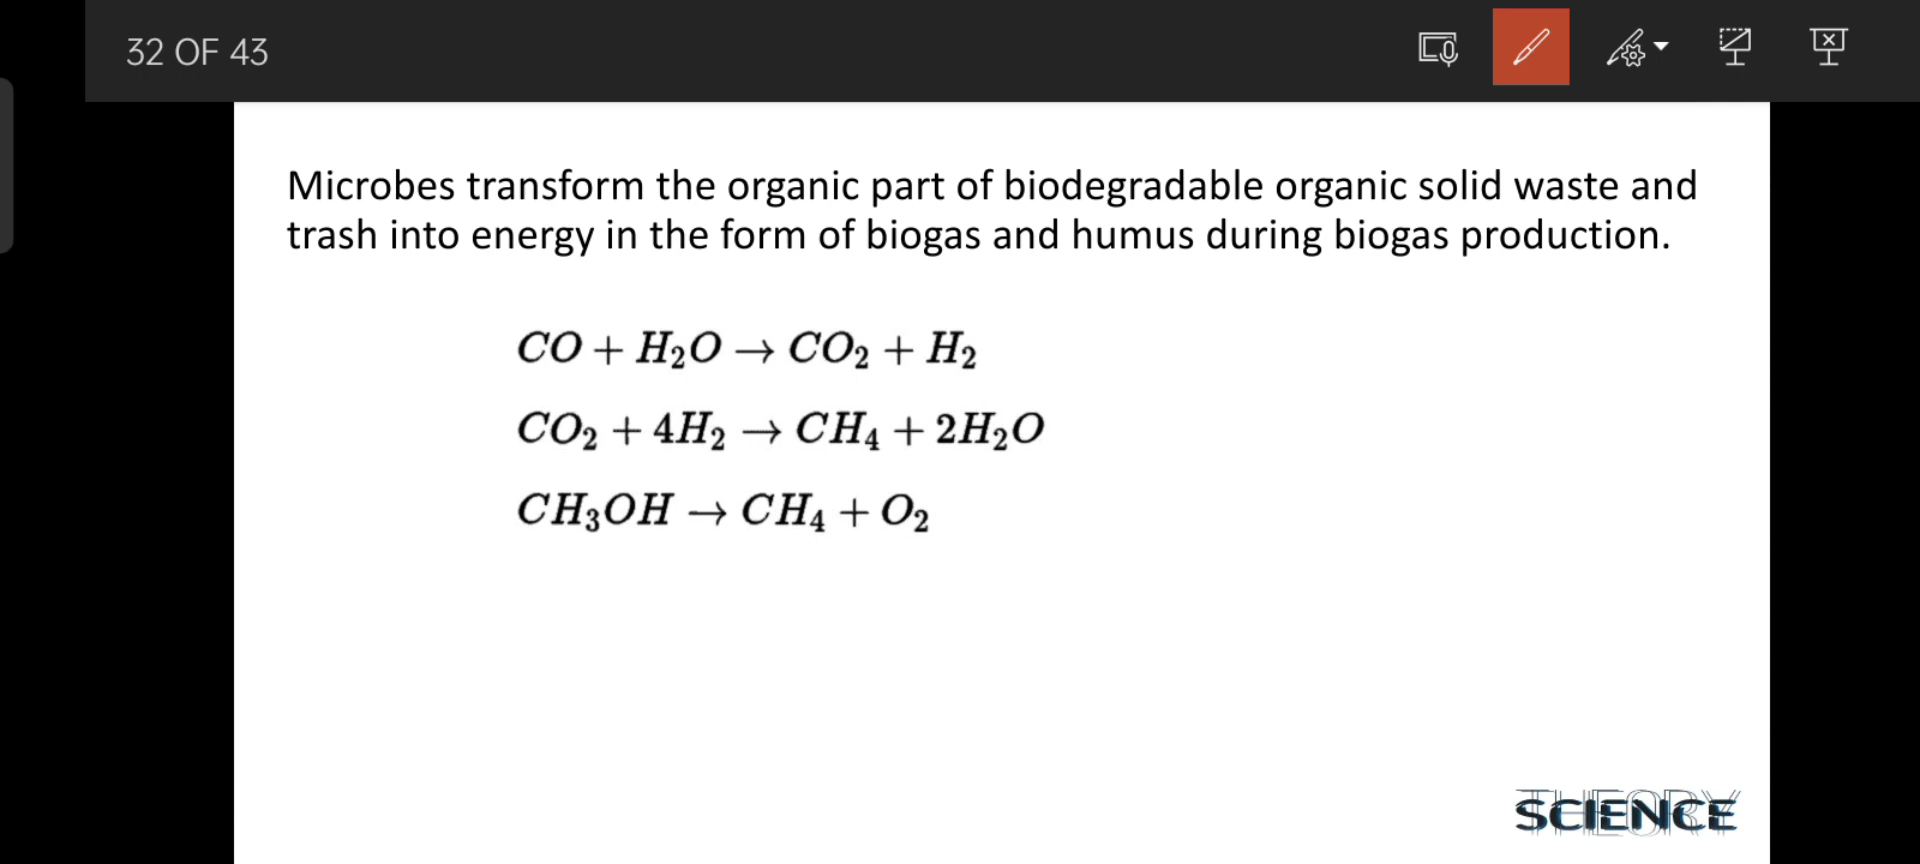 32 OF 43
Microbes transform the organic part of biodegradable organic solid waste and
trash into energy in the form of biogas and humus during biogas production.
CO + H₂O → CO₂ + H₂
CO₂ + 4H₂ → CH₄ + 2H₂O
CH₃OH → CH₄ + O₂
THEORY
SCIENCE